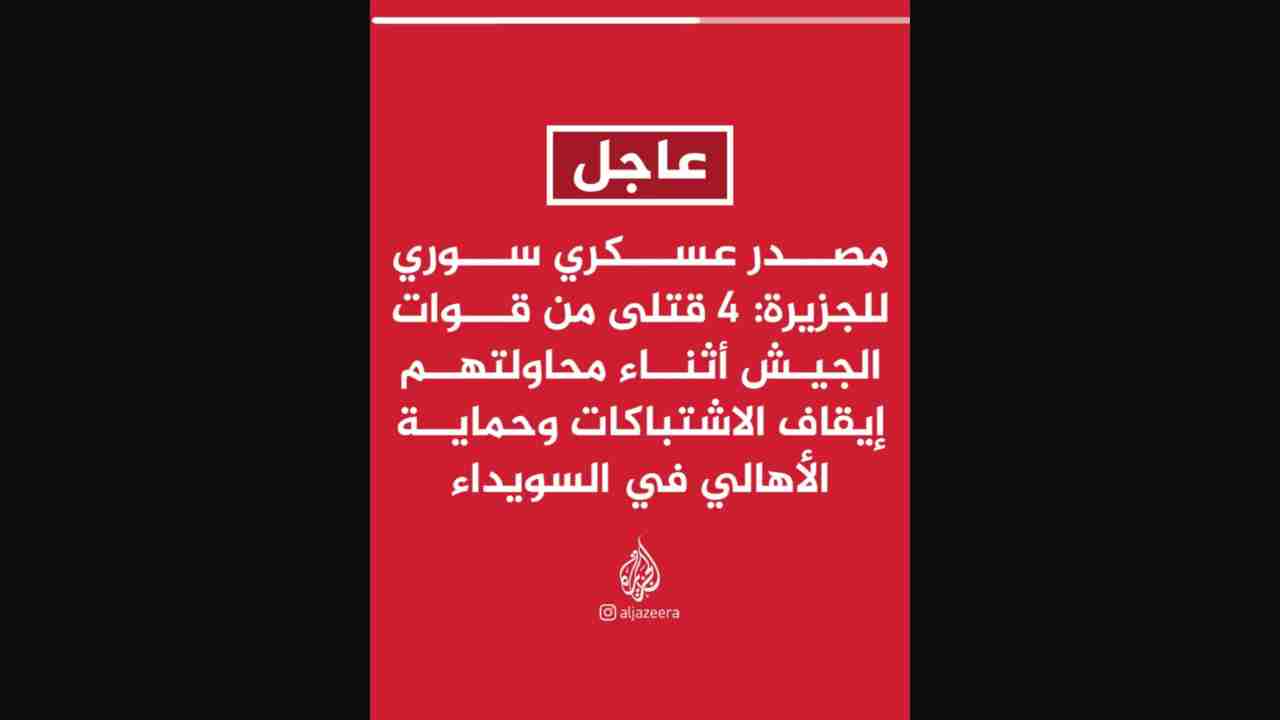 عاجل
مصدر عسكري سوري
للجزيرة: 4 قتلى من قوات
الجيش أثناء محاولتهم
إيقاف الاشتباكات وحماية
الأهالي في السويداء
الجزيرة
aljazeera